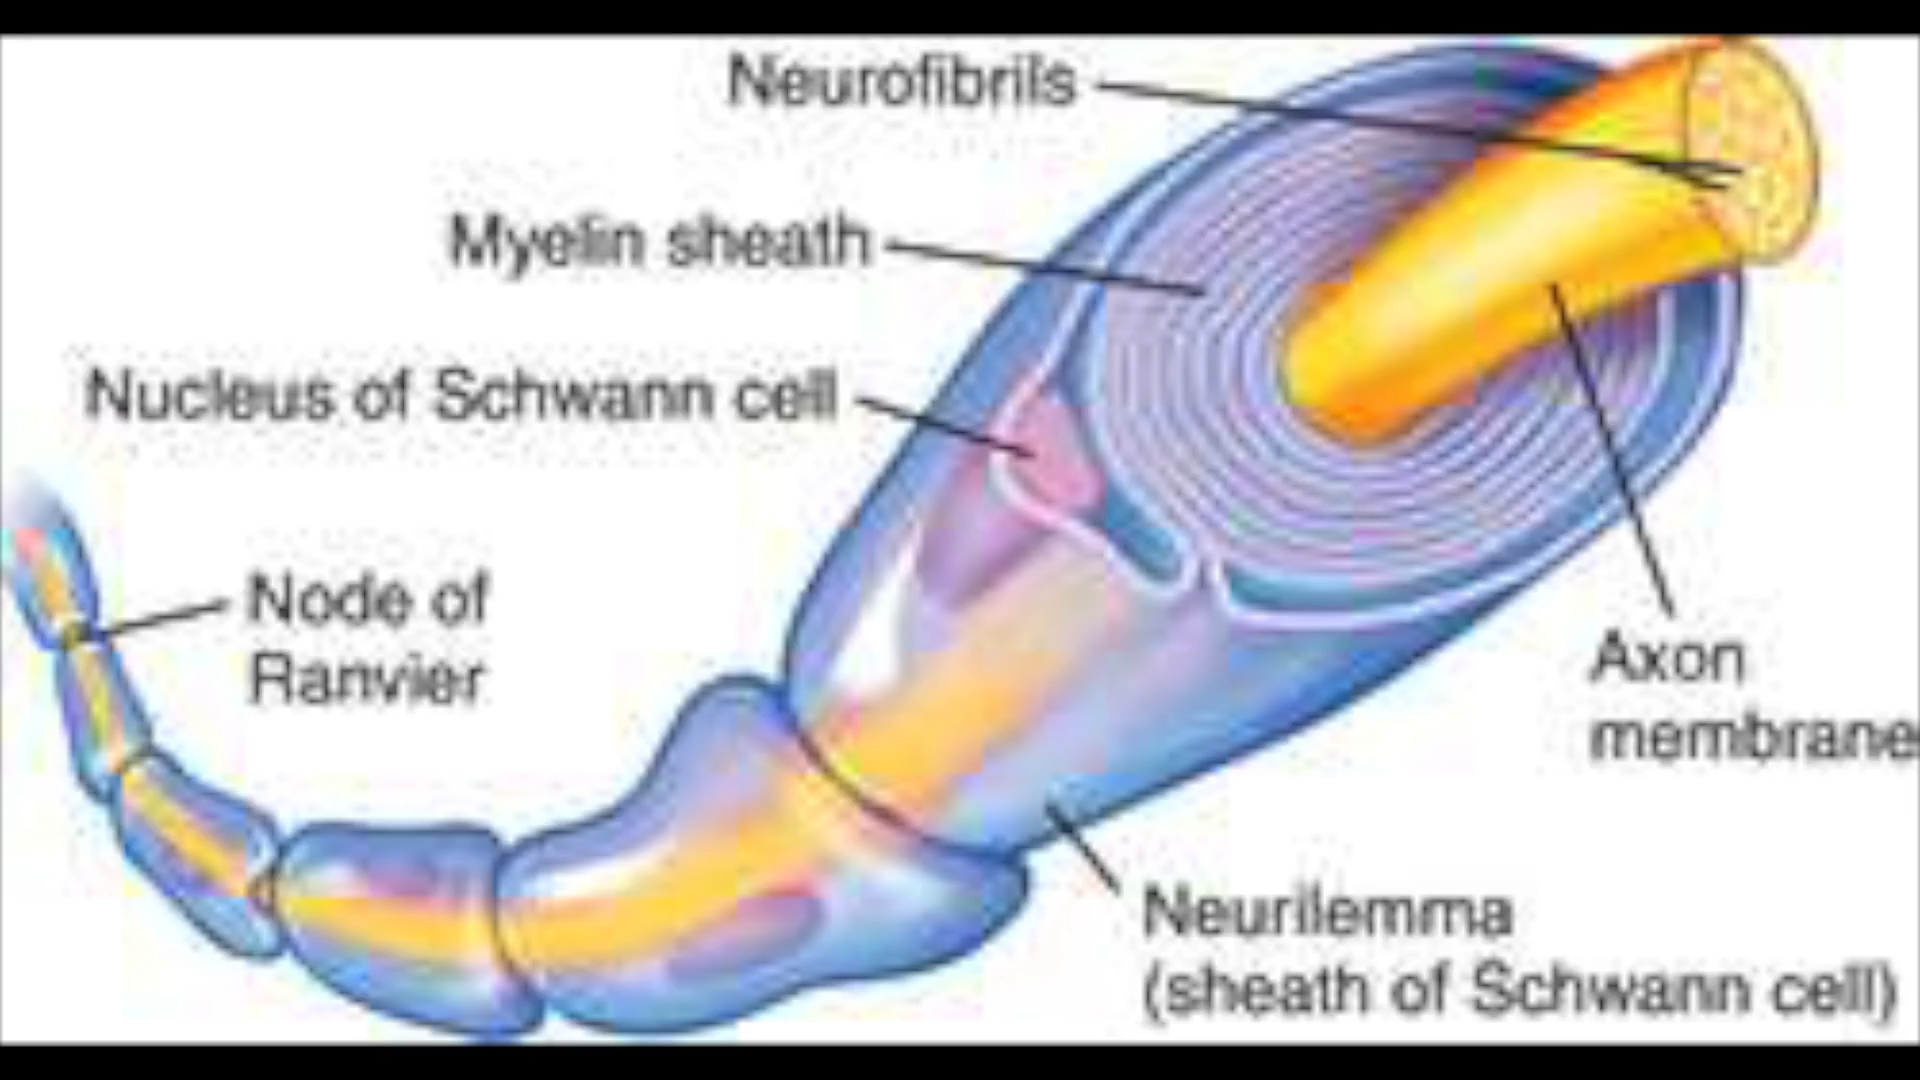 Neurofibrils
Myelin sheath
Nucleus of Schwann cell
Node of
Ranvier
Axon
membrane
Neurilemma
(sheath of Schwann cell)